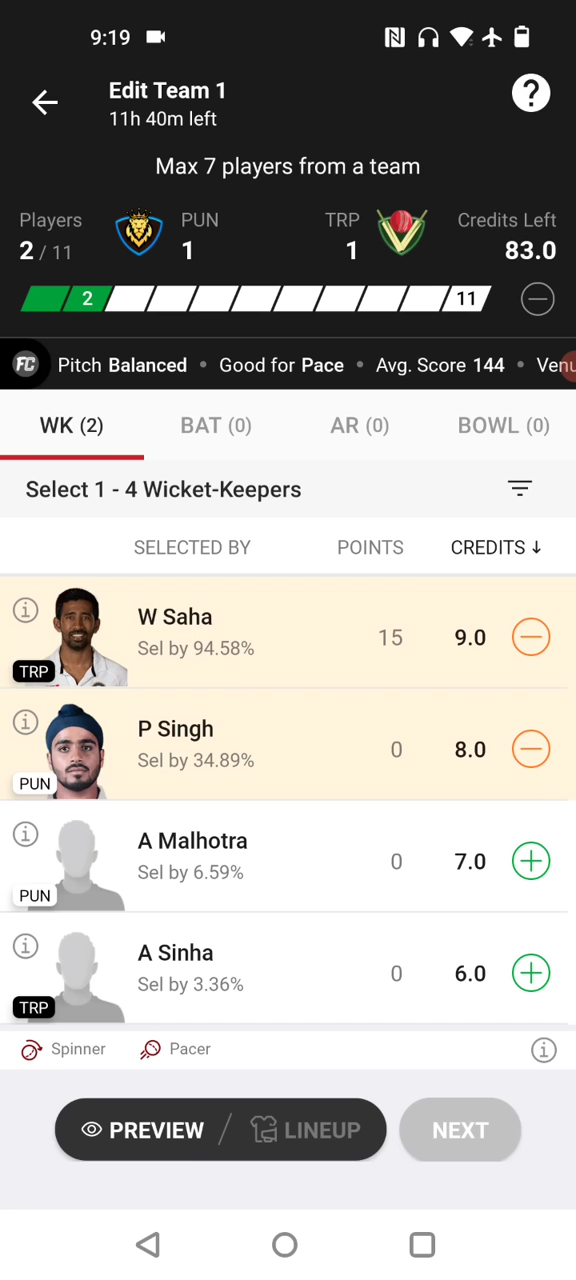 9:19
Edit Team 1
11h 40m left
?
Max 7 players from a team
Players PUN TRP Credits Left
2 / 11 1 1 83.0
2 11
FC Pitch Balanced • Good for Pace • Avg. Score 144 • Venu
WK (2) BAT (0) AR (0) BOWL (0)
Select 1 - 4 Wicket-Keepers
SELECTED BY POINTS CREDITS ↓
W Saha
Sel by 94.58% 15 9.0
TRP
P Singh
Sel by 34.89% 0 8.0
PUN
A Malhotra
Sel by 6.59% 0 7.0
PUN
A Sinha
Sel by 3.36% 0 6.0
TRP
Spinner Pacer
PREVIEW / LINEUP NEXT